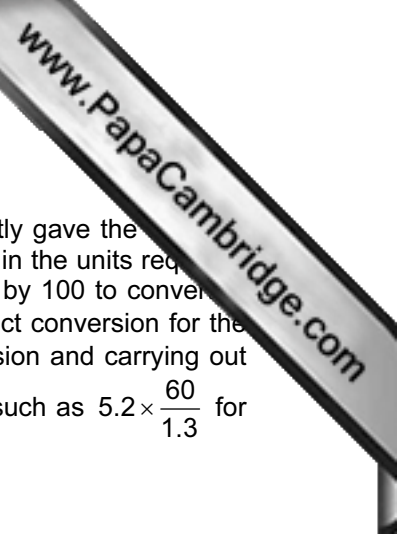 www.PapaCambridge.com
tly gave the
in the units req
by 100 to conver
ct conversion for the
sion and carrying out
such as 5.2 × 60/1.3 for